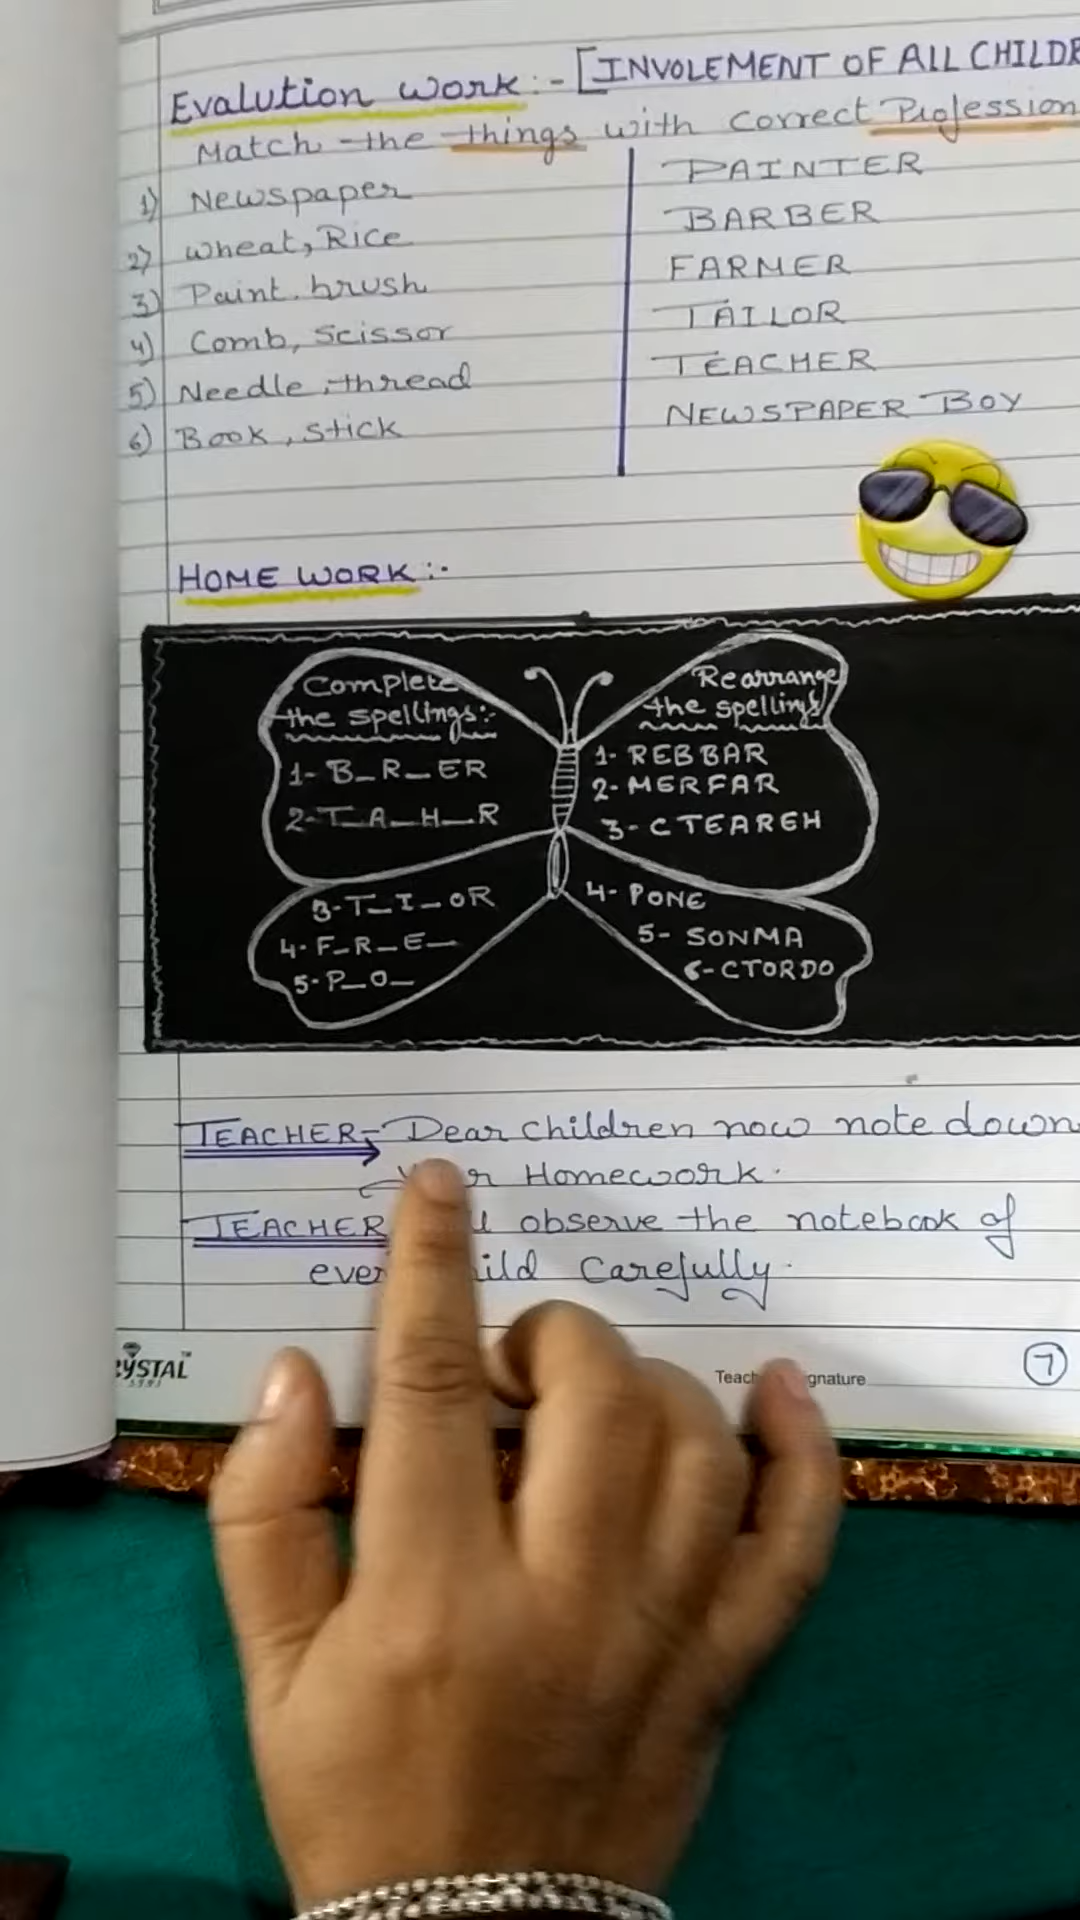 Evalution work:- [INVOLEMENT OF ALL CHILDE
Match the things with correct Profession
1) Newspaper
2) Wheat, Rice
3) Paint. brush
4) Comb, Scissor
5) Needle, thread
6) Book, stick
PAINTER
BARBER
FARMER
TAILOR
TEACHER
NEWSPAPER BOY
HOME WORK:-
Complete
the spellings:-
1- B_R_ER
2- T_A_H_R
3- T_I_OR
4- F_R_E_
5- P_O_
Rearrange
the spelling
1- REBBAR
2- MERFAR
3- CTEAREH
4- PONE
5- SONMA
6- CTORDO
TEACHER- Dear children now note down
Homework.
TEACHER observe the notebook of
Carefully.
CRYSTAL
7